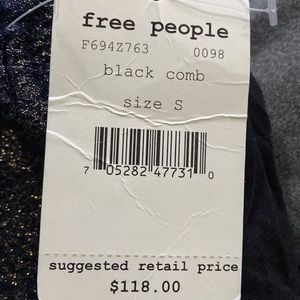 free people
F694Z763 0098
black comb
size S
7 05282 47731 0
suggested retail price
$118.00